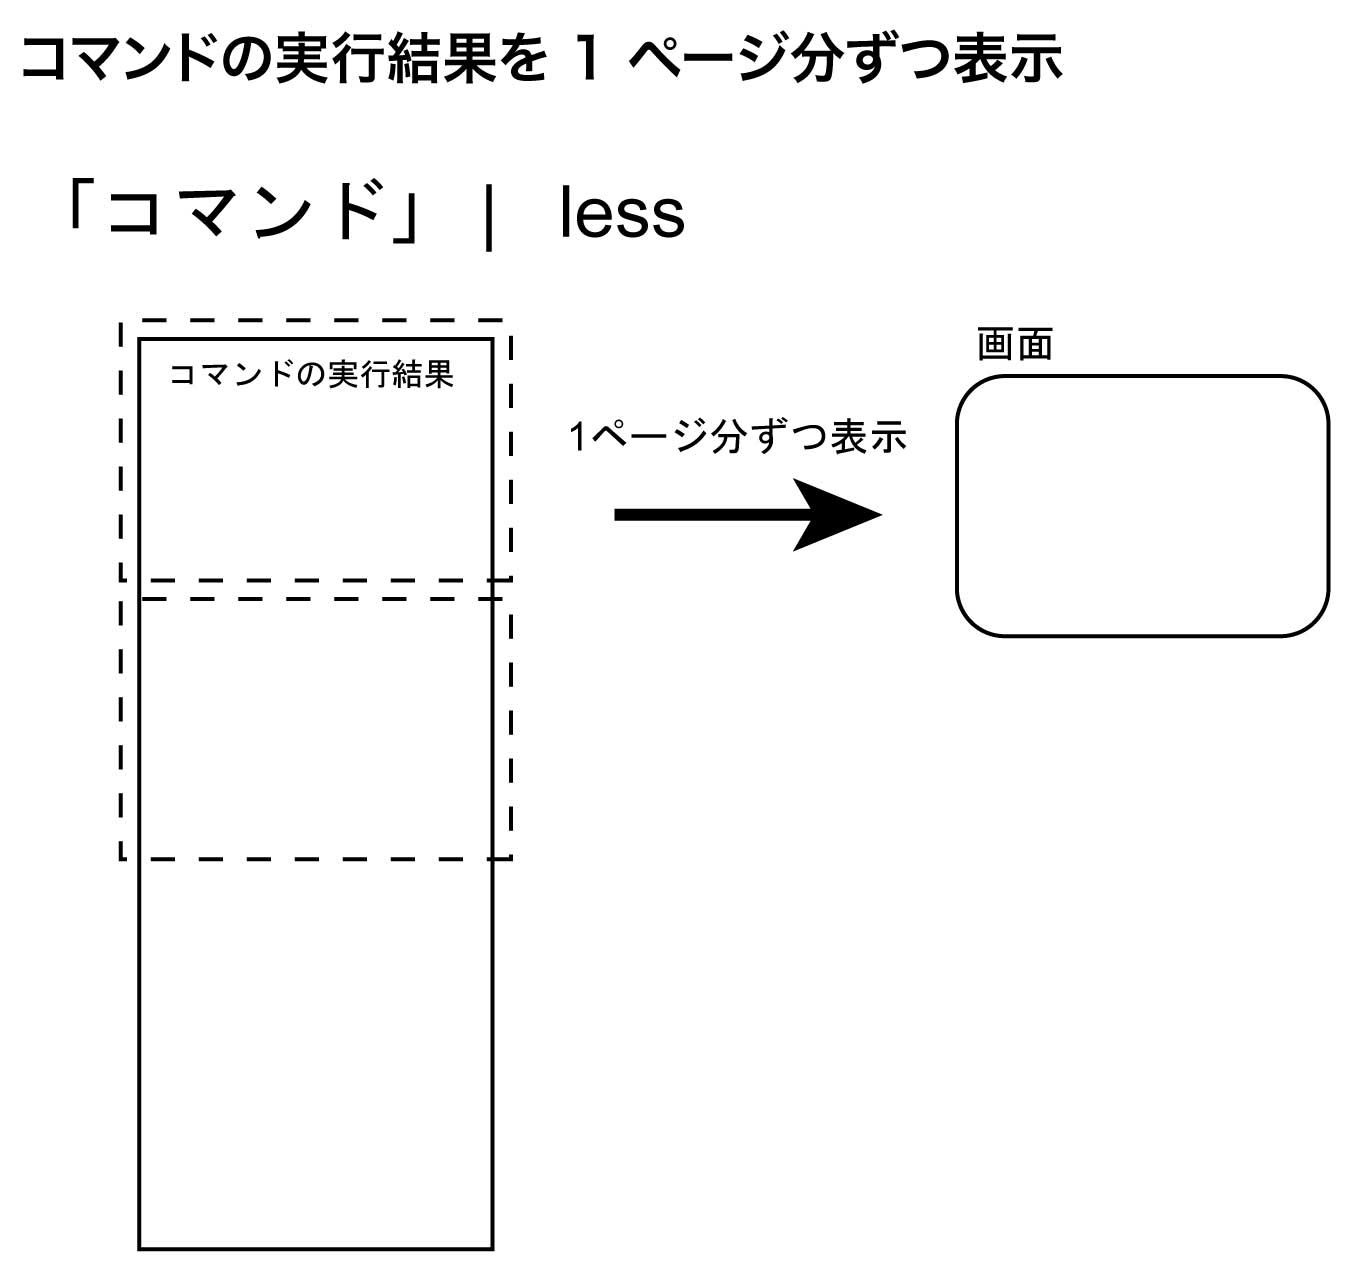 コマンドの実行結果を 1 ページ分ずつ表示
「コマンド」 | less
コマンドの実行結果
画面
1ページ分ずつ表示